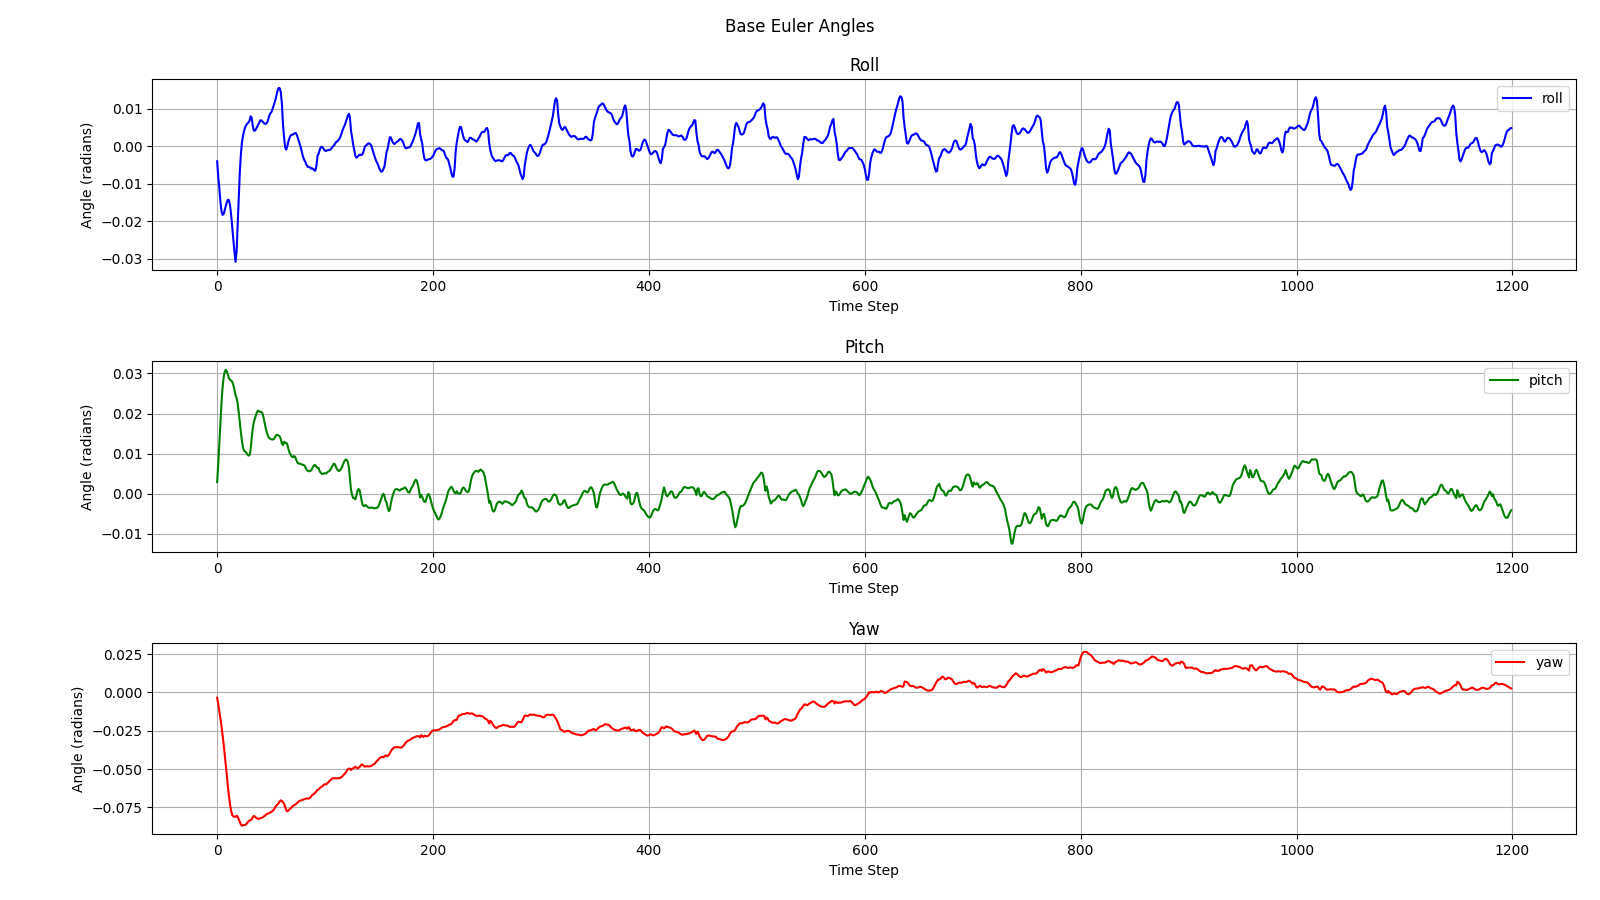 Base Euler Angles
Roll
Angle (radians)
0.01
0.00
−0.01
−0.02
−0.03
roll
0 200 400 600 800 1000 1200
Time Step
Pitch
Angle (radians)
0.03
0.02
0.01
0.00
−0.01
pitch
0 200 400 600 800 1000 1200
Time Step
Yaw
Angle (radians)
0.025
0.000
−0.025
−0.050
−0.075
yaw
0 200 400 600 800 1000 1200
Time Step